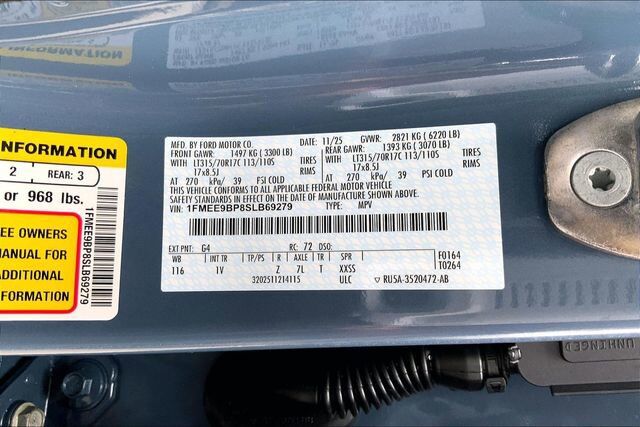 INFORMATION
INFORMATION
2 REAR: 3
or 968 lbs.
EE OWNERS
MANUAL FOR
ADDITIONAL
INFORMATION
1FMEE9BP8SLB69279
MFD. BY FORD MOTOR CO. 11/25 GVWR: 2821 KG (6220 LB)
FRONT GAWR: 1497 KG (3300 LB) REAR GAWR: 1393 KG (3070 LB)
WITH LT315/70R17C 113/110S TIRES WITH LT315/70R17C 113/110S TIRES
17x8.5J RIMS 17x8.5J RIMS
AT 270 kPa/ 39 PSI COLD AT 270 kPa/ 39 PSI COLD
THIS VEHICLE CONFORMS TO ALL APPLICABLE FEDERAL MOTOR VEHICLE
SAFETY STANDARDS IN EFFECT ON THE DATE OF MANUFACTURE SHOWN ABOVE.
VIN: 1FMEE9BP8SLB69279 TYPE: MPV
EXT PNT: G4 RC: 72 DSO: F0164
WB INT TR TP/PS R AXLE TR SPR T0264
116 1V Z 7L T XXSS
3202511214115 ULC RU5A-3520472-AB
UNHINGED